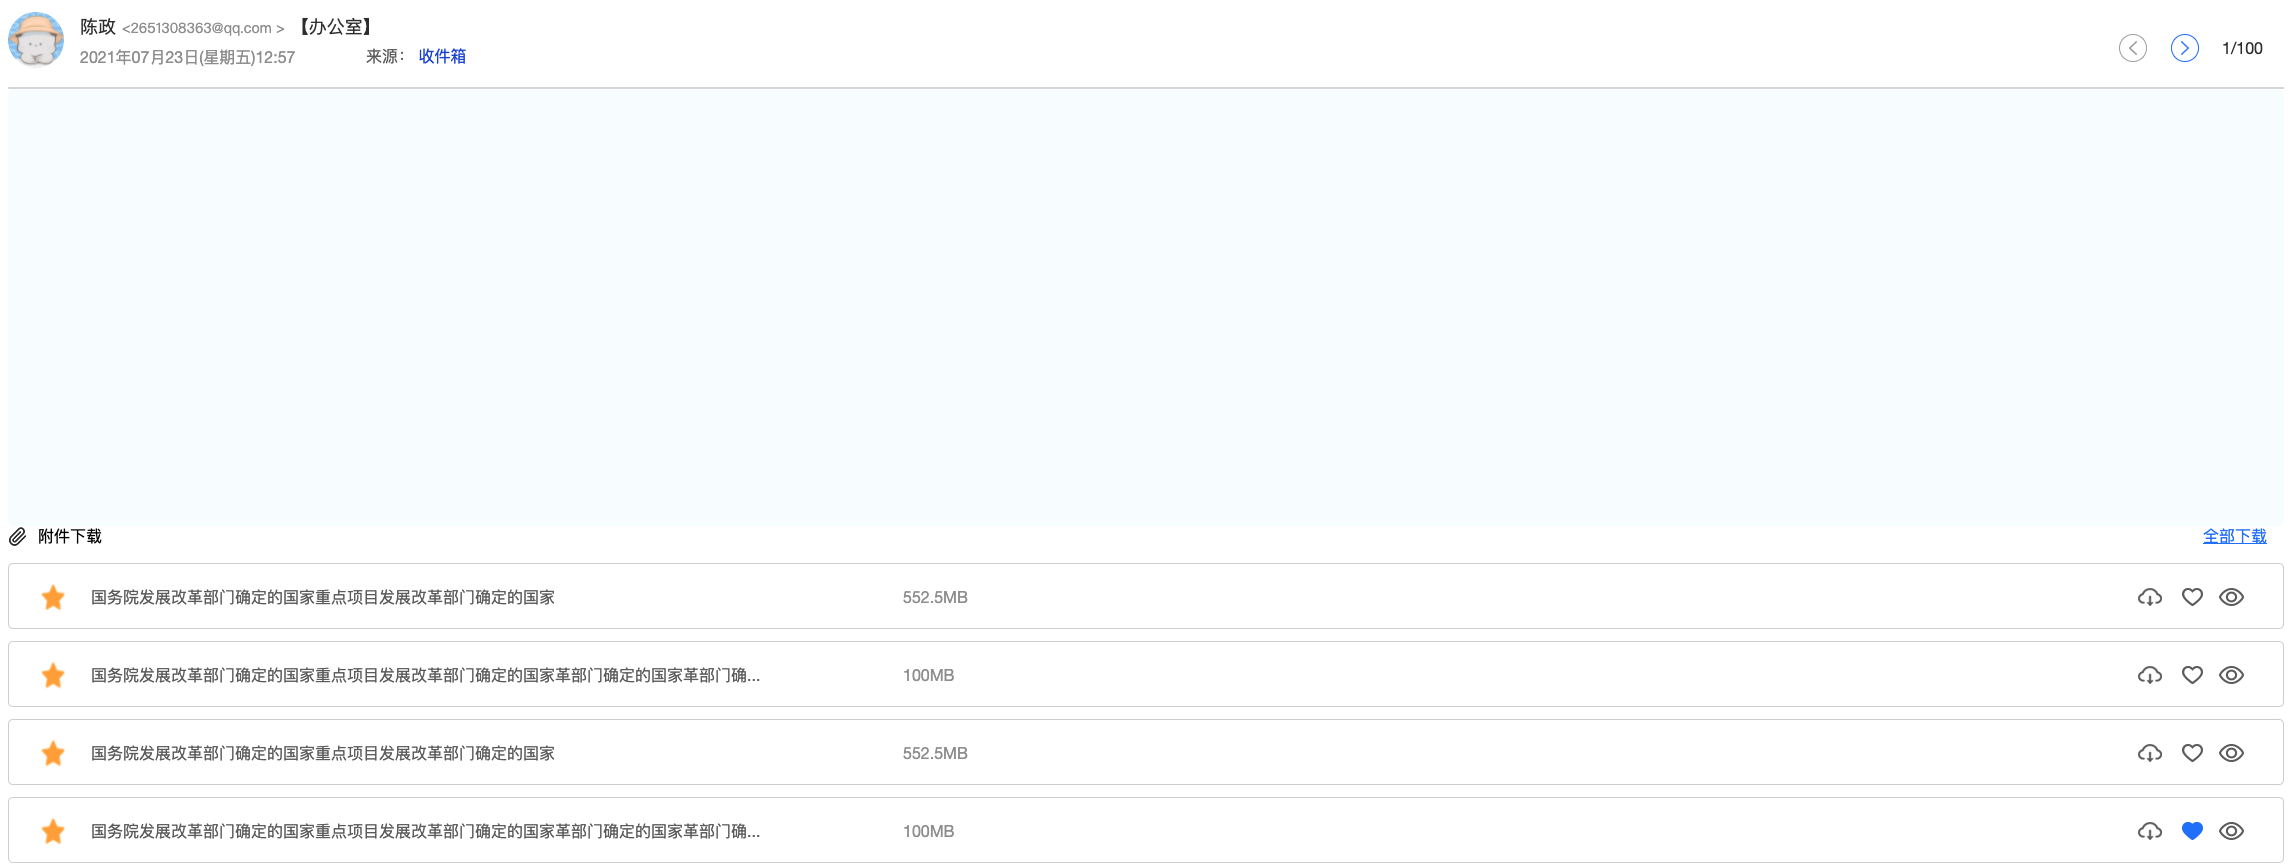 陈政 <2651308363@qq.com > 【办公室】
2021年07月23日(星期五)12:57 来源： 收件箱
1/100
附件下载 全部下载
国务院发展改革部门确定的国家重点项目发展改革部门确定的国家 552.5MB
国务院发展改革部门确定的国家重点项目发展改革部门确定的国家革部门确定的国家革部门确... 100MB
国务院发展改革部门确定的国家重点项目发展改革部门确定的国家 552.5MB
国务院发展改革部门确定的国家重点项目发展改革部门确定的国家革部门确定的国家革部门确... 100MB